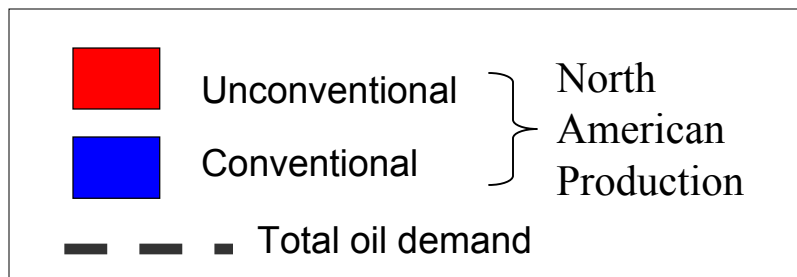 Unconventional
Conventional
North
American
Production
Total oil demand